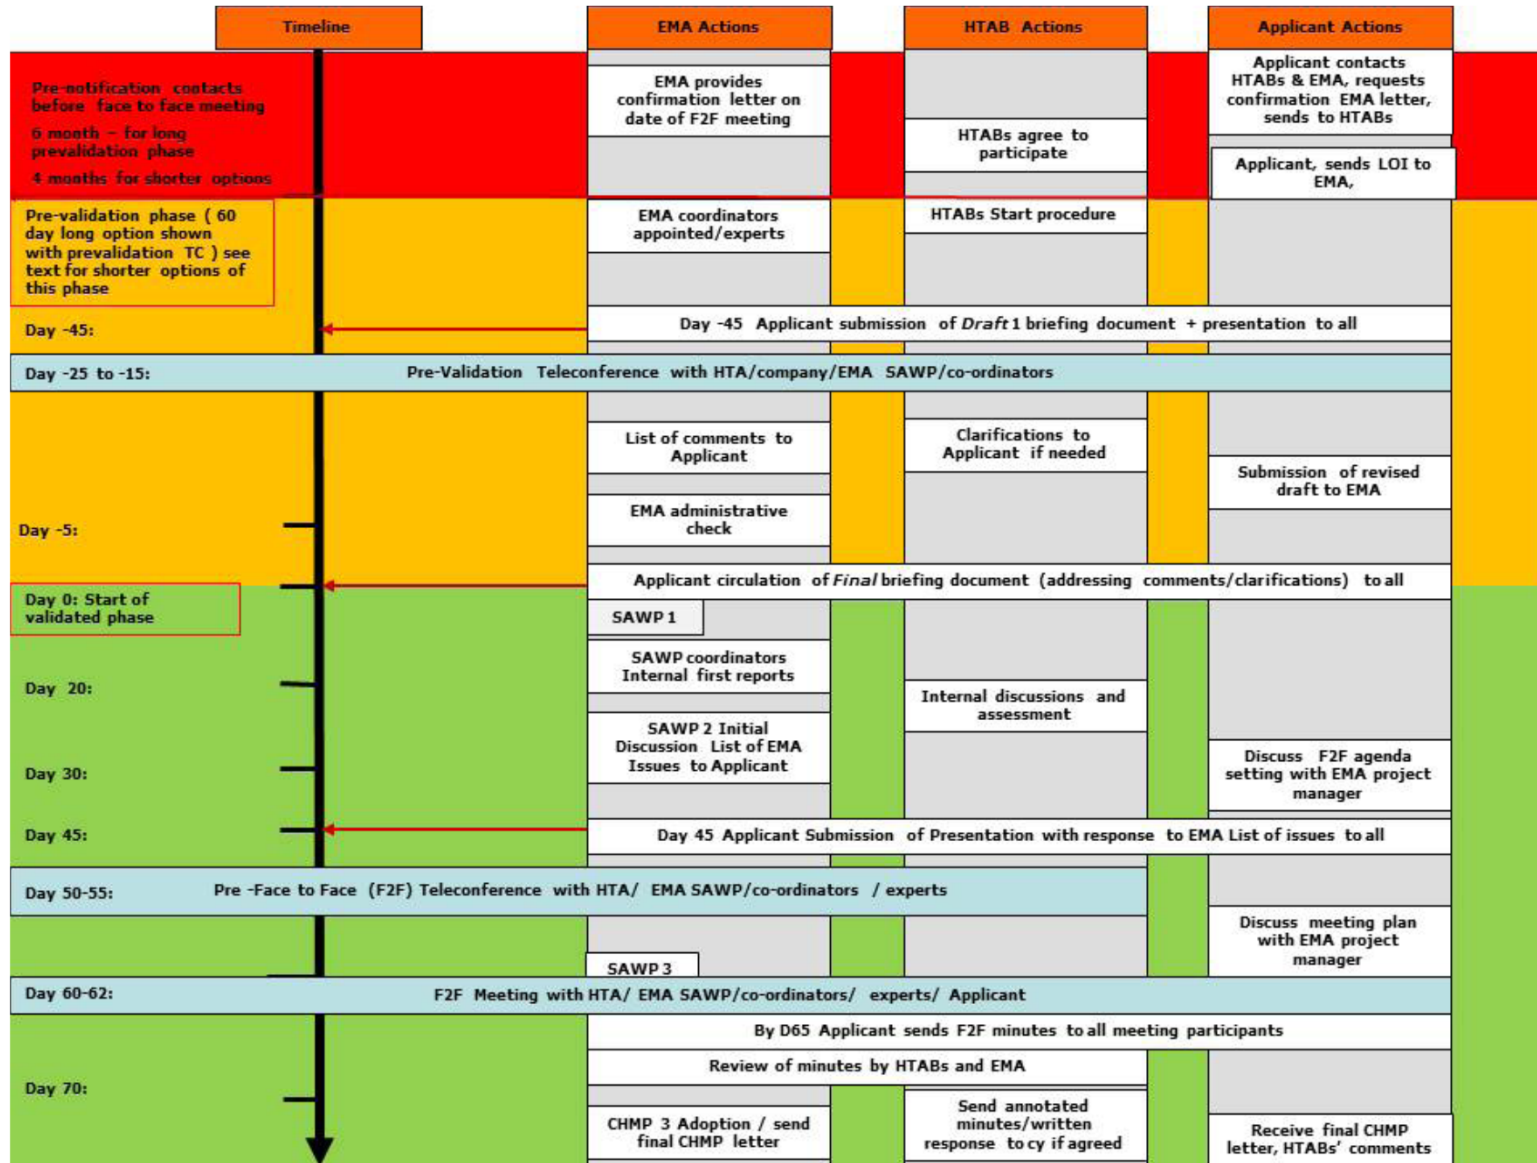 Timeline
EMA Actions
HTAB Actions
Applicant Actions
Pre-notification contacts
before face to face meeting
6 month – for long
prevalidation phase
4 months for shorter options
EMA provides
confirmation letter on
date of F2F meeting
HTABs agree to
participate
Applicant contacts
HTABs & EMA, requests
confirmation EMA letter,
sends to HTABs
Applicant, sends LOI to
EMA,
Pre-validation phase ( 60
day long option shown
with prevalidation TC ) see
text for shorter options of
this phase
EMA coordinators
appointed/experts
HTABs Start procedure
Day -45:
Day -45 Applicant submission of Draft 1 briefing document + presentation to all
Day -25 to -15:
Pre-Validation Teleconference with HTA/company/EMA SAWP/co-ordinators
List of comments to
Applicant
Clarifications to
Applicant if needed
Submission of revised
draft to EMA
EMA administrative
check
Day -5:
Applicant circulation of Final briefing document (addressing comments/clarifications) to all
Day 0: Start of
validated phase
SAWP 1
SAWP coordinators
Internal first reports
Day 20:
Internal discussions and
assessment
SAWP 2 Initial
Discussion List of EMA
Issues to Applicant
Day 30:
Discuss F2F agenda
setting with EMA project
manager
Day 45:
Day 45 Applicant Submission of Presentation with response to EMA List of issues to all
Day 50-55:
Pre -Face to Face (F2F) Teleconference with HTA/ EMA SAWP/co-ordinators / experts
Discuss meeting plan
with EMA project
manager
SAWP 3
Day 60-62:
F2F Meeting with HTA/ EMA SAWP/co-ordinators/ experts/ Applicant
By D65 Applicant sends F2F minutes to all meeting participants
Review of minutes by HTABs and EMA
Day 70:
CHMP 3 Adoption / send
final CHMP letter
Send annotated
minutes/written
response to cy if agreed
Receive final CHMP
letter, HTABs' comments